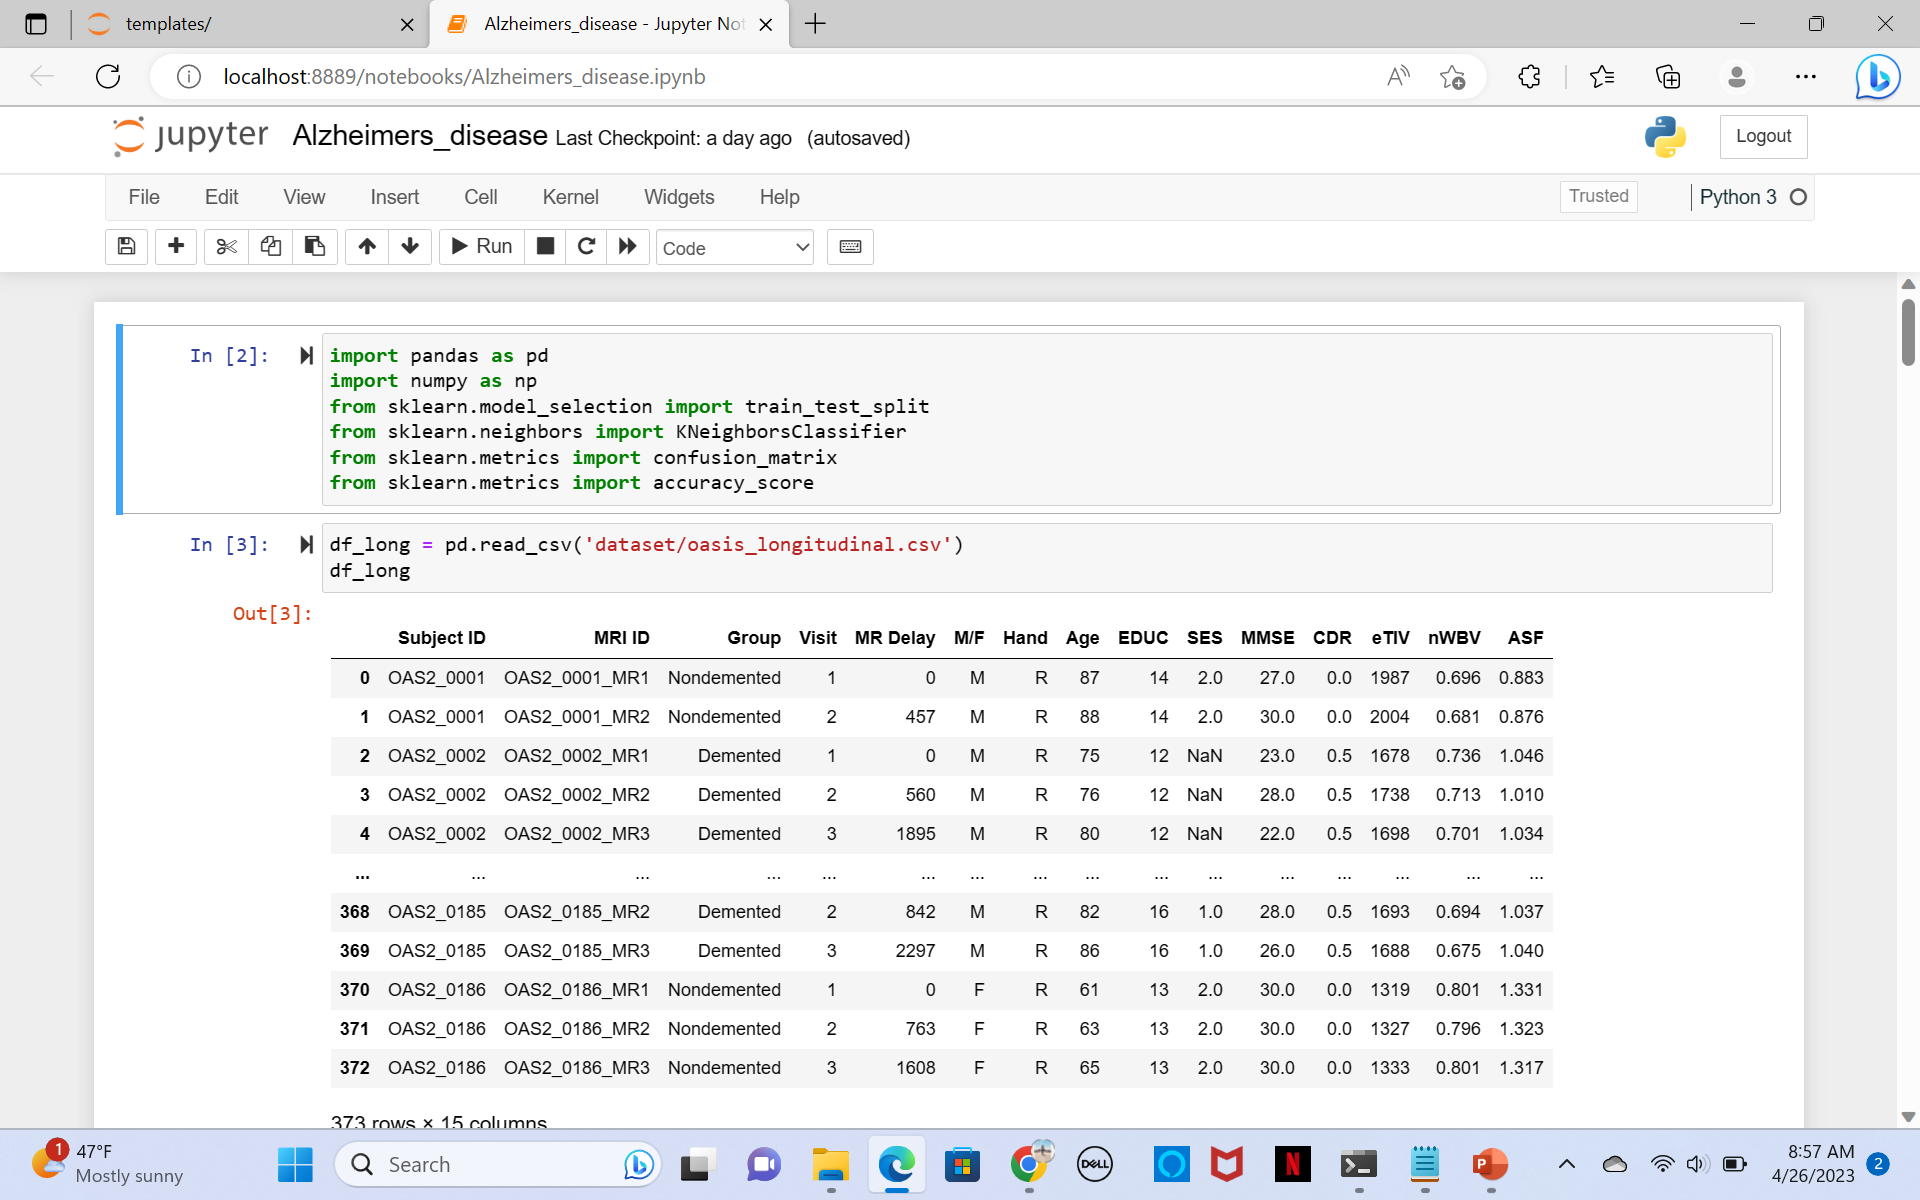 templates/
Alzheimers_disease - Jupyter Not
localhost:8889/notebooks/Alzheimers_disease.ipynb
jupyter Alzheimers_disease Last Checkpoint: a day ago (autosaved)
Logout
File Edit View Insert Cell Kernel Widgets Help
Trusted
Python 3
Run
Code
In [2]:
import pandas as pd
import numpy as np
from sklearn.model_selection import train_test_split
from sklearn.neighbors import KNeighborsClassifier
from sklearn.metrics import confusion_matrix
from sklearn.metrics import accuracy_score
In [3]:
df_long = pd.read_csv('dataset/oasis_longitudinal.csv')
df_long
Out[3]:
Subject ID MRI ID Group Visit MR Delay M/F Hand Age EDUC SES MMSE CDR eTIV nWBV ASF
0 OAS2_0001 OAS2_0001_MR1 Nondemented 1 0 M R 87 14 2.0 27.0 0.0 1987 0.696 0.883
1 OAS2_0001 OAS2_0001_MR2 Nondemented 2 457 M R 88 14 2.0 30.0 0.0 2004 0.681 0.876
2 OAS2_0002 OAS2_0002_MR1 Demented 1 0 M R 75 12 NaN 23.0 0.5 1678 0.736 1.046
3 OAS2_0002 OAS2_0002_MR2 Demented 2 560 M R 76 12 NaN 28.0 0.5 1738 0.713 1.010
4 OAS2_0002 OAS2_0002_MR3 Demented 3 1895 M R 80 12 NaN 22.0 0.5 1698 0.701 1.034
... ... ... ... ... ... ... ... ... ... ... ... ... ... ... ...
368 OAS2_0185 OAS2_0185_MR2 Demented 2 842 M R 82 16 1.0 28.0 0.5 1693 0.694 1.037
369 OAS2_0185 OAS2_0185_MR3 Demented 3 2297 M R 86 16 1.0 26.0 0.5 1688 0.675 1.040
370 OAS2_0186 OAS2_0186_MR1 Nondemented 1 0 F R 61 13 2.0 30.0 0.0 1319 0.801 1.331
371 OAS2_0186 OAS2_0186_MR2 Nondemented 2 763 F R 63 13 2.0 30.0 0.0 1327 0.796 1.323
372 OAS2_0186 OAS2_0186_MR3 Nondemented 3 1608 F R 65 13 2.0 30.0 0.0 1333 0.801 1.317
373 rows × 15 columns
1
47°F
Mostly sunny
Search
DELL
N
P
8:57 AM
4/26/2023
2